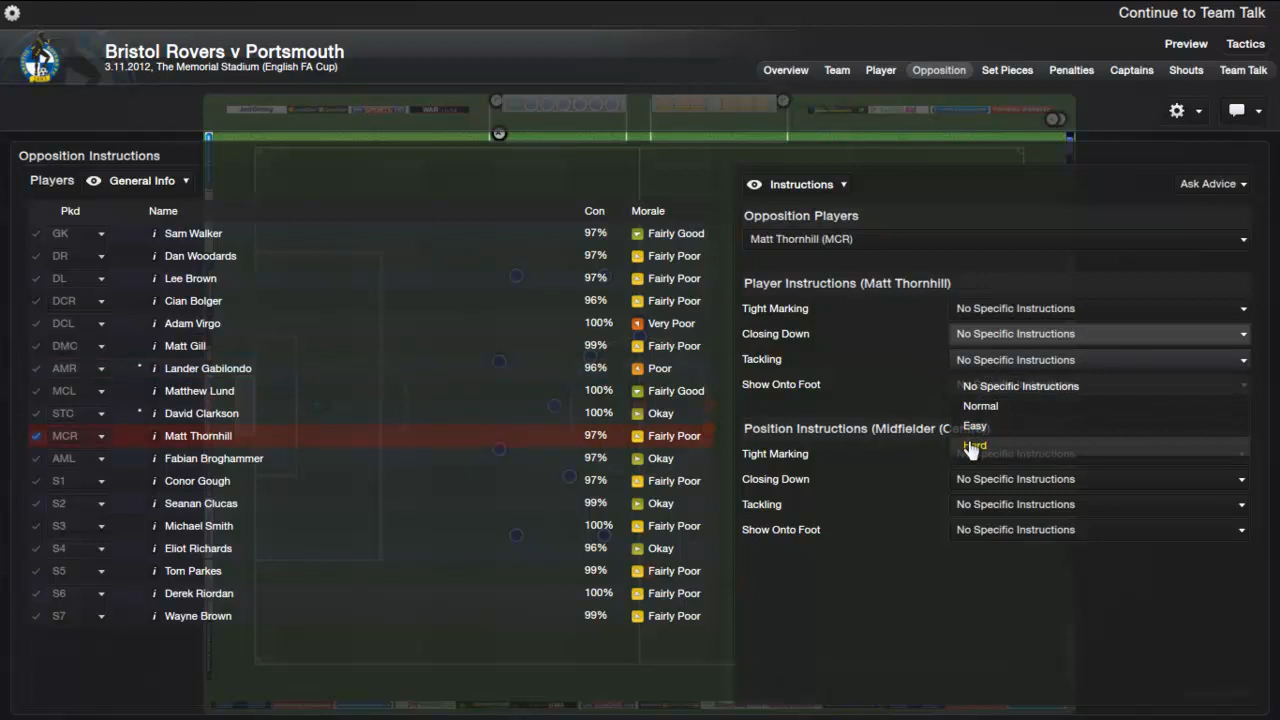 Continue to Team Talk
Bristol Rovers v Portsmouth
3.11.2012, The Memorial Stadium (English FA Cup)
Preview Tactics
Overview Team Player Opposition Set Pieces Penalties Captains Shouts Team Talk
Opposition Instructions
Players General Info
Instructions Ask Advice
Pkd Name Con Morale
Opposition Players
GK i Sam Walker 97% Fairly Good
Matt Thornhill (MCR)
DR i Dan Woodards 97% Fairly Poor
DL i Lee Brown 97% Fairly Poor
Player Instructions (Matt Thornhill)
DCR i Cian Bolger 96% Fairly Poor
Tight Marking No Specific Instructions
DCL i Adam Virgo 100% Very Poor
Closing Down No Specific Instructions
DMC i Matt Gill 99% Fairly Poor
Tackling No Specific Instructions
AMR * i Lander Gabilondo 96% Poor
Show Onto Foot
No Specific Instructions
MCL i Matthew Lund 100% Fairly Good
Normal
STC * i David Clarkson 100% Okay
Easy
Position Instructions (Midfielder (
MCR i Matt Thornhill 97% Fairly Poor
Hard
Tight Marking No Specific Instructions
AML i Fabian Broghammer 97% Okay
Closing Down No Specific Instructions
S1 i Conor Gough 97% Fairly Poor
Tackling No Specific Instructions
S2 i Seanan Clucas 99% Okay
Show Onto Foot No Specific Instructions
S3 i Michael Smith 100% Fairly Poor
S4 i Eliot Richards 96% Okay
S5 i Tom Parkes 99% Fairly Poor
S6 i Derek Riordan 100% Fairly Poor
S7 i Wayne Brown 99% Fairly Poor